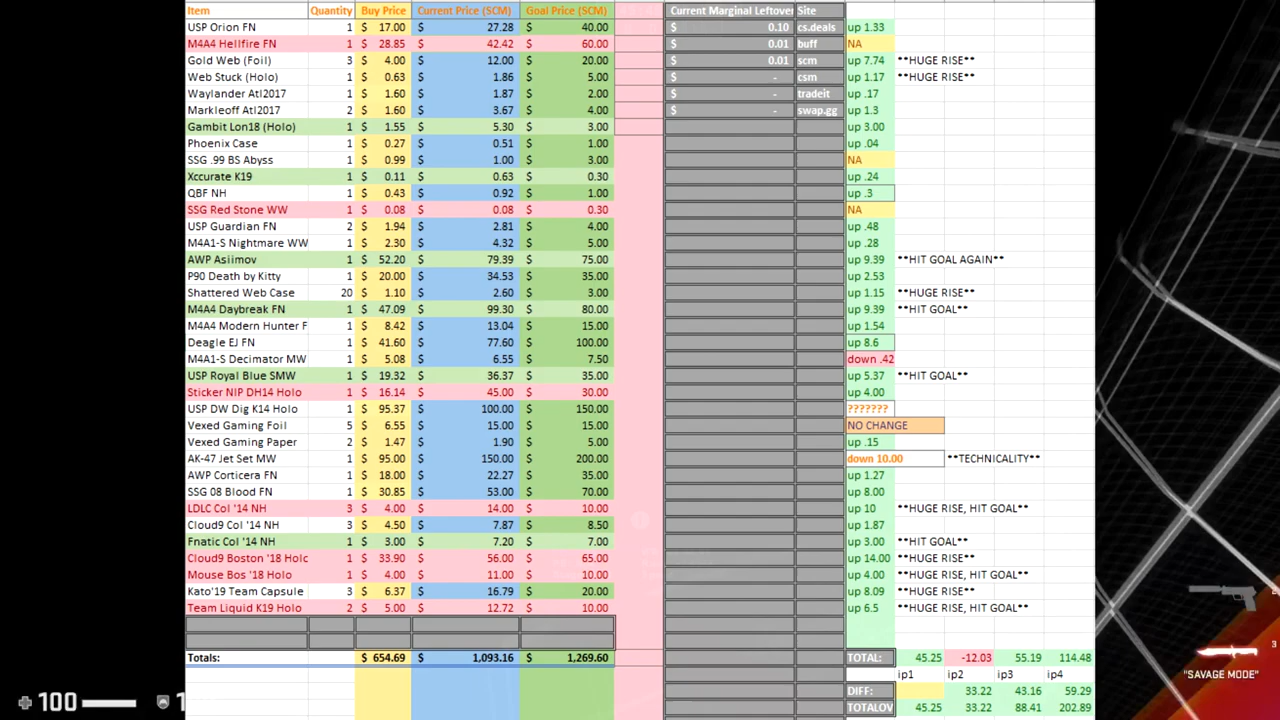 Item Quantity Buy Price Current Price (SCM) Goal Price (SCM) Current Marginal Leftover Site
USP Orion FN 1 $ 17.00 $ 27.28 $ 40.00 $ 0.10 cs.deals up 1.33
M4A4 Hellfire FN 1 $ 28.85 $ 42.42 $ 60.00 $ 0.01 buff NA
Gold Web (Foil) 3 $ 4.00 $ 12.00 $ 20.00 $ 0.01 scm up 7.74 **HUGE RISE**
Web Stuck (Holo) 1 $ 0.63 $ 1.86 $ 5.00 $ - csm up 1.17 **HUGE RISE**
Waylander Atl2017 1 $ 1.60 $ 1.87 $ 2.00 $ - tradeit up .17
Markleoff Atl2017 2 $ 1.60 $ 3.67 $ 4.00 $ - swap.gg up 1.3
Gambit Lon18 (Holo) 1 $ 1.55 $ 5.30 $ 3.00 up 3.00
Phoenix Case 1 $ 0.27 $ 0.51 $ 1.00 up .04
SSG .99 BS Abyss 1 $ 0.99 $ 1.00 $ 3.00 NA
Xccurate K19 1 $ 0.11 $ 0.63 $ 0.30 up .24
QBF NH 1 $ 0.43 $ 0.92 $ 1.00 up .3
SSG Red Stone WW 1 $ 0.08 $ 0.08 $ 0.30 NA
USP Guardian FN 2 $ 1.94 $ 2.81 $ 4.00 up .48
M4A1-S Nightmare WW 1 $ 2.30 $ 4.32 $ 5.00 up .28
AWP Asiimov 1 $ 52.20 $ 79.39 $ 75.00 up 9.39 **HIT GOAL AGAIN**
P90 Death by Kitty 1 $ 20.00 $ 34.53 $ 35.00 up 2.53
Shattered Web Case 20 $ 1.10 $ 2.60 $ 3.00 up 1.15 **HUGE RISE**
M4A4 Daybreak FN 1 $ 47.09 $ 99.30 $ 80.00 up 9.39 **HIT GOAL**
M4A4 Modern Hunter F 1 $ 8.42 $ 13.04 $ 15.00 up 1.54
Deagle EJ FN 1 $ 41.60 $ 77.60 $ 100.00 up 8.6
M4A1-S Decimator MW 1 $ 5.08 $ 6.55 $ 7.50 down .42
USP Royal Blue SMW 1 $ 19.32 $ 36.37 $ 35.00 up 5.37 **HIT GOAL**
Sticker NIP DH14 Holo 1 $ 16.14 $ 45.00 $ 30.00 up 4.00
USP DW Dig K14 Holo 1 $ 95.37 $ 100.00 $ 150.00 ???????
Vexed Gaming Foil 5 $ 6.55 $ 15.00 $ 15.00 NO CHANGE
Vexed Gaming Paper 2 $ 1.47 $ 1.90 $ 5.00 up .15
AK-47 Jet Set MW 1 $ 95.00 $ 150.00 $ 200.00 down 10.00 **TECHNICALITY**
AWP Corticera FN 1 $ 18.00 $ 22.27 $ 35.00 up 1.27
SSG 08 Blood FN 1 $ 30.85 $ 53.00 $ 70.00 up 8.00
LDLC Col '14 NH 3 $ 4.00 $ 14.00 $ 10.00 up 10 **HUGE RISE, HIT GOAL**
Cloud9 Col '14 NH 3 $ 4.50 $ 7.87 $ 8.50 up 1.87
Fnatic Col '14 NH 1 $ 3.00 $ 7.20 $ 7.00 up 3.00 **HIT GOAL**
Cloud9 Boston '18 Holc 1 $ 33.90 $ 56.00 $ 65.00 up 14.00 **HUGE RISE**
Mouse Bos '18 Holo 1 $ 4.00 $ 11.00 $ 10.00 up 4.00 **HUGE RISE, HIT GOAL**
Kato'19 Team Capsule 3 $ 6.37 $ 16.79 $ 20.00 up 8.09 **HUGE RISE**
Team Liquid K19 Holo 2 $ 5.00 $ 12.72 $ 10.00 up 6.5 **HUGE RISE, HIT GOAL**
Totals: $ 654.69 $ 1,093.16 $ 1,269.60 TOTAL: 45.25 -12.03 55.19 114.48
ip1 ip2 ip3 ip4
DIFF: 33.22 43.16 59.29
TOTALOV 45.25 33.22 88.41 202.89
100
"SAVAGE MODE"
3